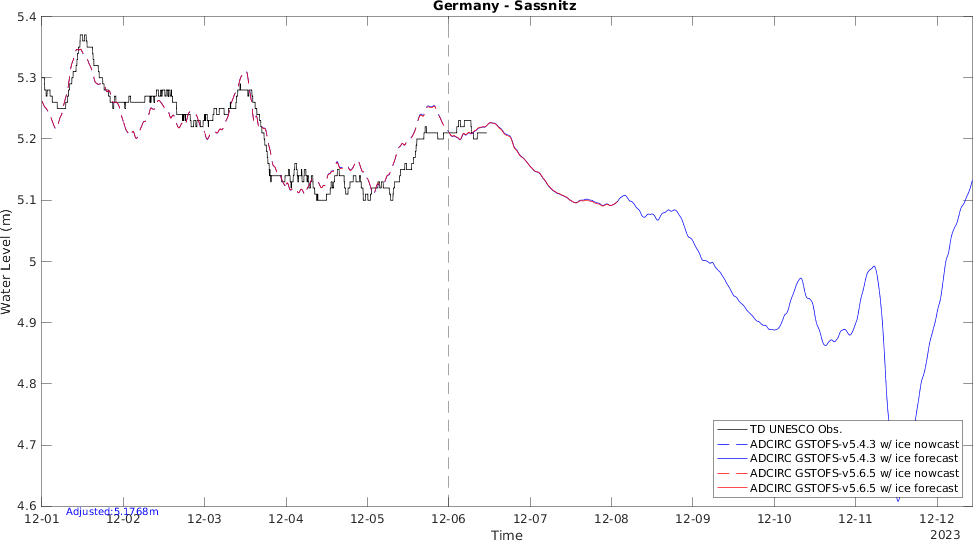 Germany - Sassnitz
5.4
5.3
5.2
5.1
5
4.9
4.8
4.7
4.6
Water Level (m)
TD UNESCO Obs.
ADCIRC GSTOFS-v5.4.3 w/ ice nowcast
ADCIRC GSTOFS-v5.4.3 w/ ice forecast
ADCIRC GSTOFS-v5.6.5 w/ ice nowcast
ADCIRC GSTOFS-v5.6.5 w/ ice forecast
Adjusted:5.1768m
12-01 12-02 12-03 12-04 12-05 12-06 12-07 12-08 12-09 12-10 12-11 12-12
Time
2023